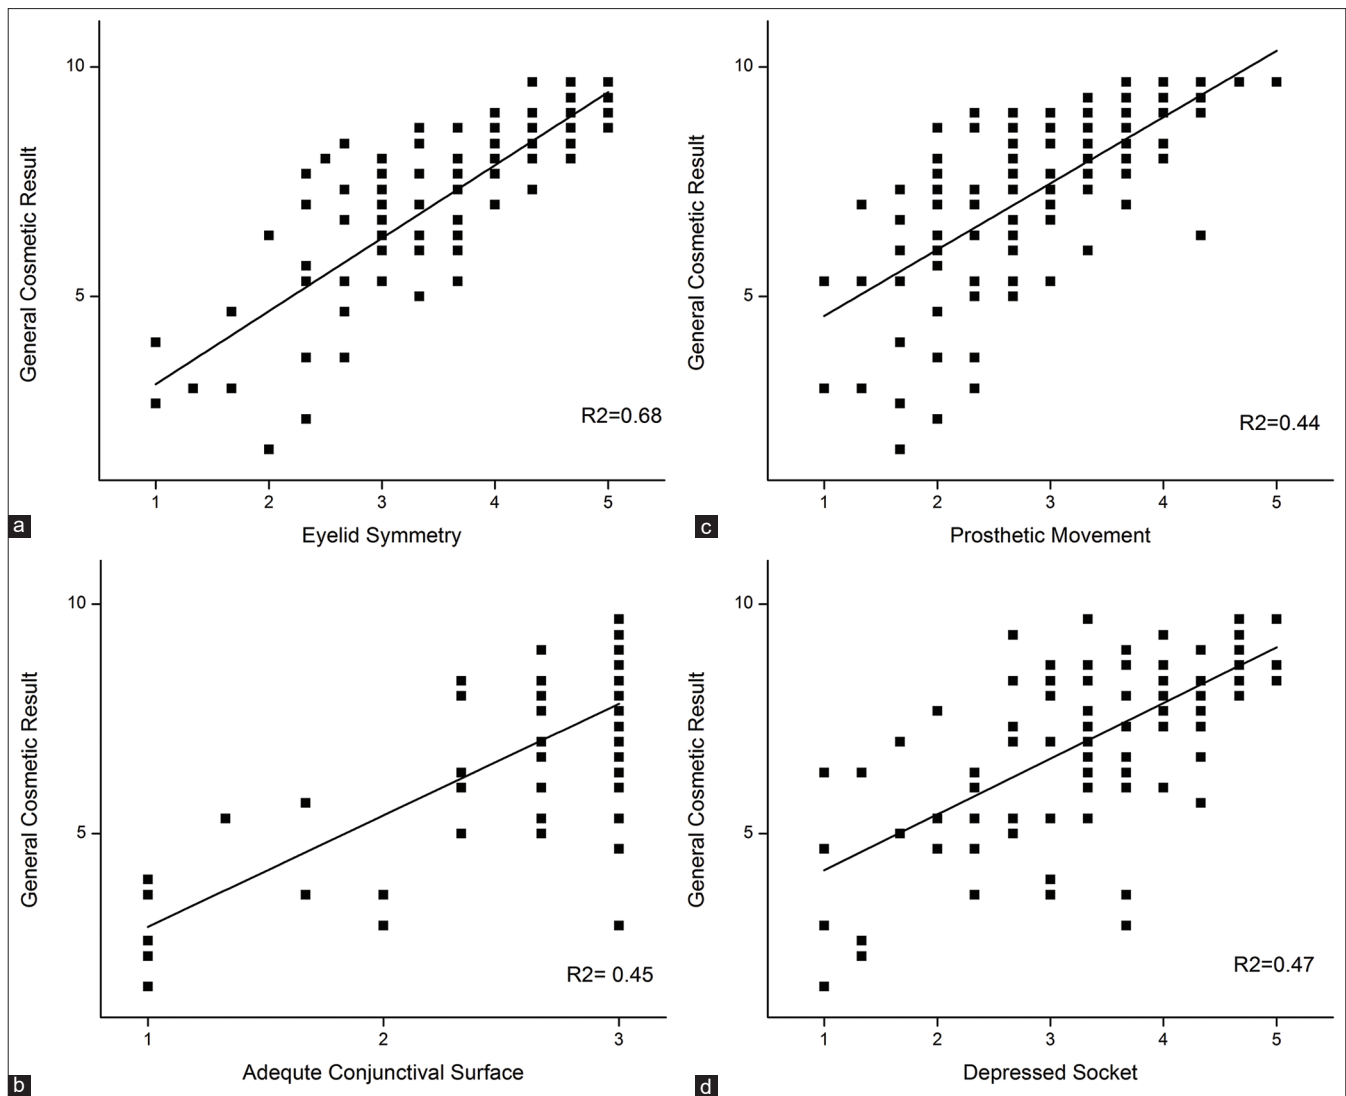 10
5
General Cosmetic Result
R2=0.68
1 2 3 4 5
Eyelid Symmetry
a
10
5
General Cosmetic Result
R2=0.44
1 2 3 4 5
Prosthetic Movement
c
10
5
General Cosmetic Result
R2= 0.45
1 2 3
Adequte Conjunctival Surface
b
10
5
General Cosmetic Result
R2=0.47
1 2 3 4 5
Depressed Socket
d